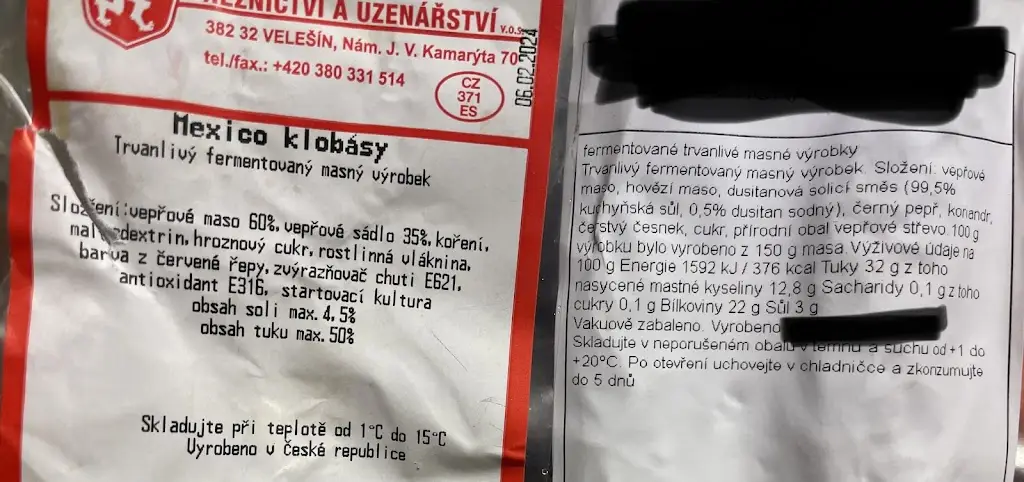 ŘEZNICTVÍ A UZENÁŘSTVÍ v.o.s.
382 32 VELEŠÍN, Nám. J. V. Kamarýta 70
tel./fax.: +420 380 331 514
CZ
371
ES
06.02.2024
Mexico klobásy
Trvanlivý fermentovaný masný výrobek
Složení:vepřové maso 60%,vepřové sádlo 35%,koření,
maltodextrin,hroznový cukr,rostlinná vláknina,
barva z červené řepy,zvýrazňovač chuti E621,
antioxidant E316, startovací kultura
obsah soli max.4.5%
obsah tuku max.50%
Skladujte při teplotě od 1°C do 15°C
Vyrobeno v České republice
fermentované trvanlivé masné výrobky
Trvanlivý fermentovaný masný výrobek. Složení: vepřové
maso, hovězí maso, dusitanová solicí směs (99,5%
kuchyňská sůl, 0,5% dusitan sodný), černý pepř, koriandr,
čerstvý česnek, cukr, přírodní obal vepřové střevo.100 g
výrobku bylo vyrobeno z 150 g masa.Výživové údaje na
100 g Energie 1592 kJ / 376 kcal Tuky 32 g z toho
nasycené mastné kyseliny 12,8 g Sacharidy 0,1 g z toho
cukry 0,1 g Bílkoviny 22 g Sůl 3 g
Vakuově zabaleno. Vyrobeno
Skladujte v neporušeném obalu v temnu a suchu od +1 do
+20°C. Po otevření uchovejte v chladničce a zkonzumujte
do 5 dnů